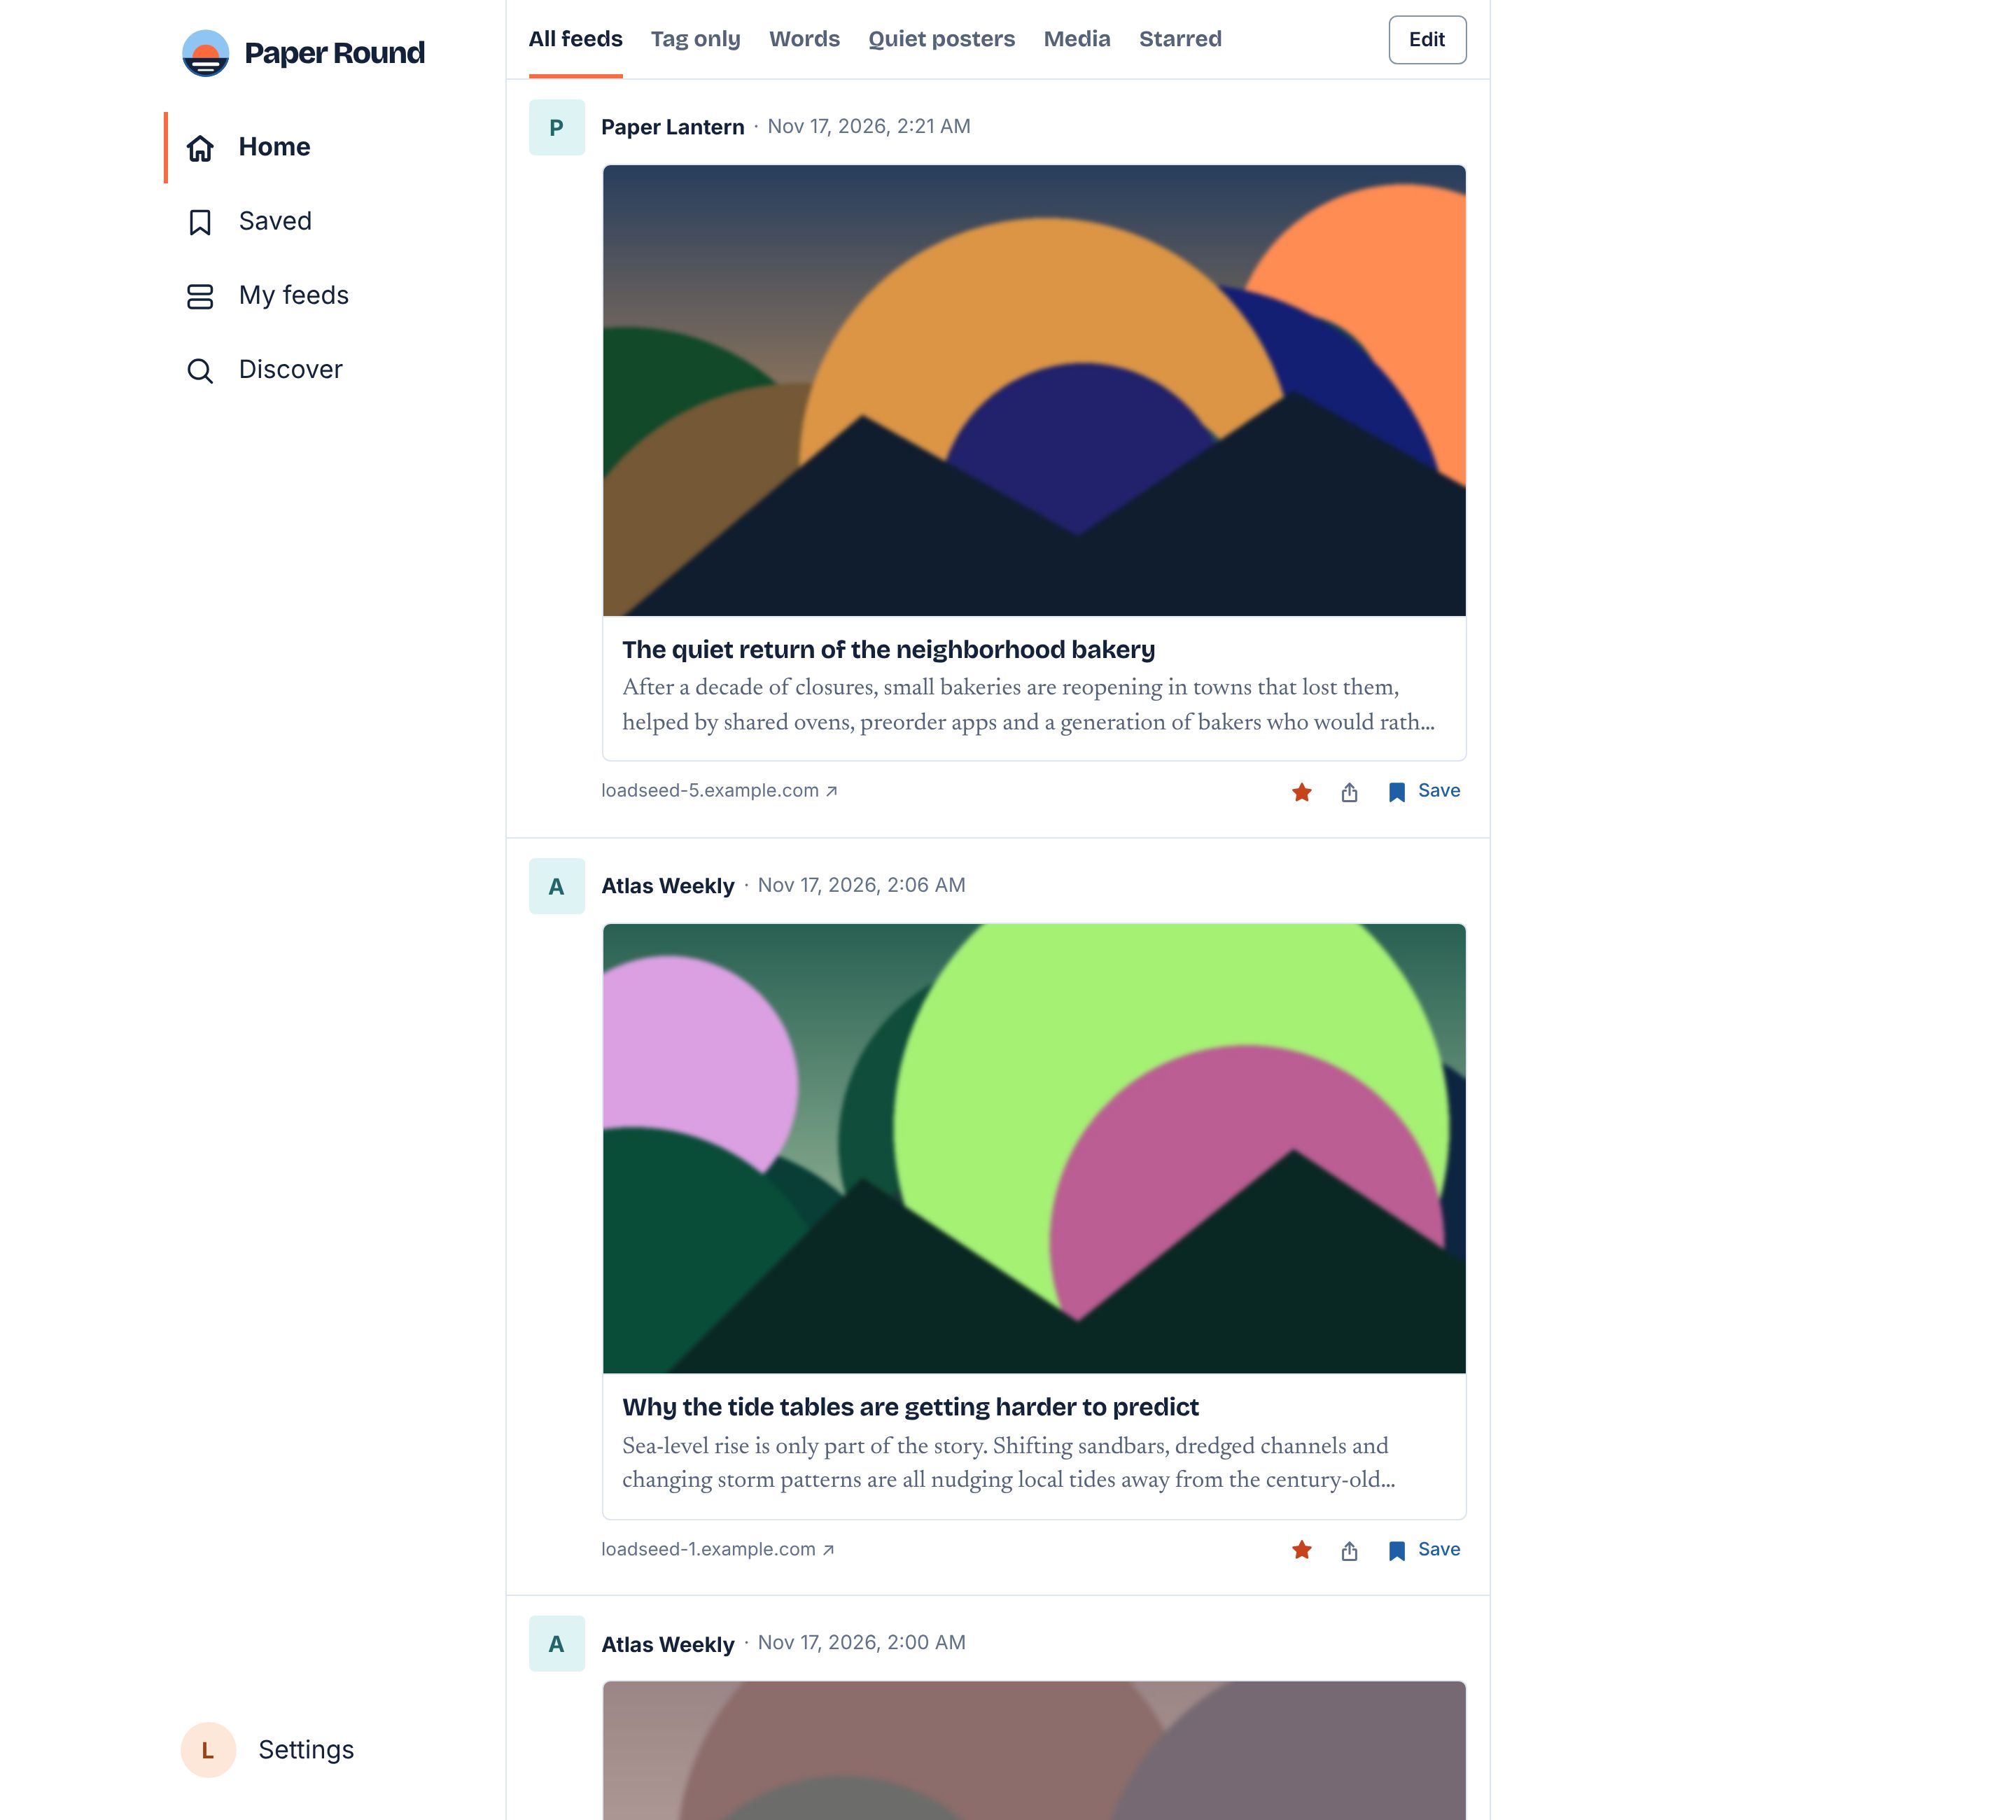 Paper Round
Home
Saved
My feeds
Discover
L
Settings
All feeds
Tag only
Words
Quiet posters
Media
Starred
Edit
P
Paper Lantern · Nov 17, 2026, 2:21 AM
The quiet return of the neighborhood bakery
After a decade of closures, small bakeries are reopening in towns that lost them,
helped by shared ovens, preorder apps and a generation of bakers who would rath...
loadseed-5.example.com ↗
Save
A
Atlas Weekly · Nov 17, 2026, 2:06 AM
Why the tide tables are getting harder to predict
Sea-level rise is only part of the story. Shifting sandbars, dredged channels and
changing storm patterns are all nudging local tides away from the century-old...
loadseed-1.example.com ↗
Save
A
Atlas Weekly · Nov 17, 2026, 2:00 AM